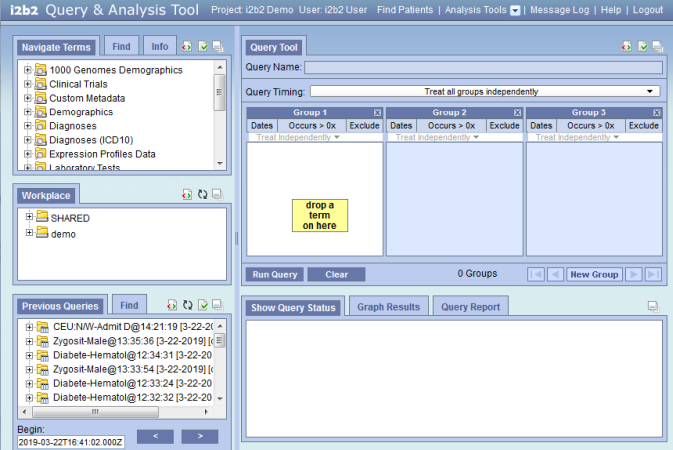 i2b2 Query & Analysis Tool Project: i2b2 Demo User: i2b2 User Find Patients | Analysis Tools | Message Log | Help | Logout
Navigate Terms Find Info
1000 Genomes Demographics
Clinical Trials
Custom Metadata
Demographics
Diagnoses
Diagnoses (ICD10)
Expression Profiles Data
Laboratory Tests
Workplace
SHARED
demo
Previous Queries Find
CEU:N/W-Admit D@14:21:19 [3-22-20
Zygosit-Male@13:35:36 [3-22-2019] [d
Diabete-Hematol@12:34:31 [3-22-20
Zygosit-Male@13:33:54 [3-22-2019] [d
Diabete-Hematol@12:33:24 [3-22-20
Diabete-Hematol@12:32:32 [3-22-20
Begin:
2019-03-22T16:41:02.000Z < >
Query Tool
Query Name:
Query Timing: Treat all groups independently
Group 1 X Group 2 X Group 3 X
Dates Occurs > 0x Exclude Dates Occurs > 0x Exclude Dates Occurs > 0x Exclude
Treat Independently Treat Independently Treat Independently
drop a
term
on here
Run Query Clear 0 Groups New Group
Show Query Status Graph Results Query Report